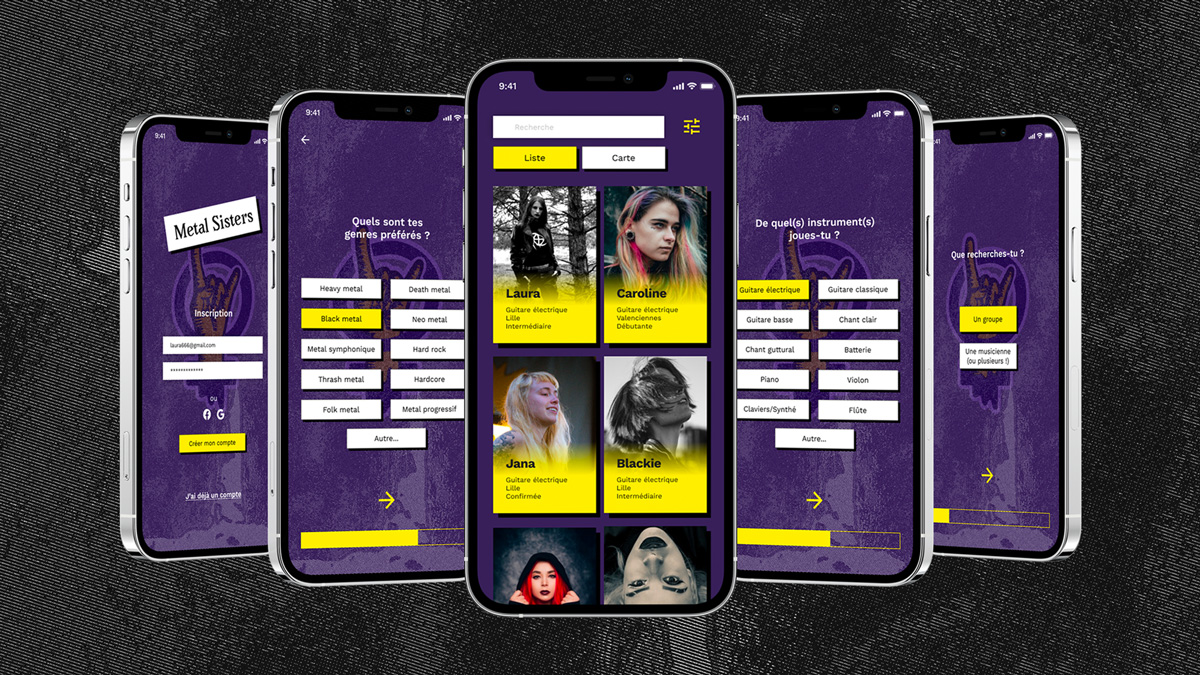 9:41
Metal Sisters
Inscription
laura666@gmail.com
*************
ou
Créer mon compte
J'ai déjà un compte
9:41
Quels sont tes
genres préférés ?
Heavy metal
Death metal
Black metal
Neo metal
Metal symphonique
Hard rock
Thrash metal
Hardcore
Folk metal
Metal progressif
Autre...
9:41
Recherche
Liste
Carte
Laura
Guitare électrique
Lille
Intermédiaire
Caroline
Guitare électrique
Valenciennes
Débutante
Jana
Guitare électrique
Lille
Confirmée
Blackie
Guitare électrique
Lille
Intermédiaire
:41
De quel(s) instrument(s)
joues-tu ?
Guitare électrique
Guitare classique
Guitare basse
Chant clair
Chant guttural
Batterie
Piano
Violon
Claviers/Synthé
Flûte
Autre...
:41
Que recherches-tu ?
Un groupe
Une musicienne
(ou plusieurs !)